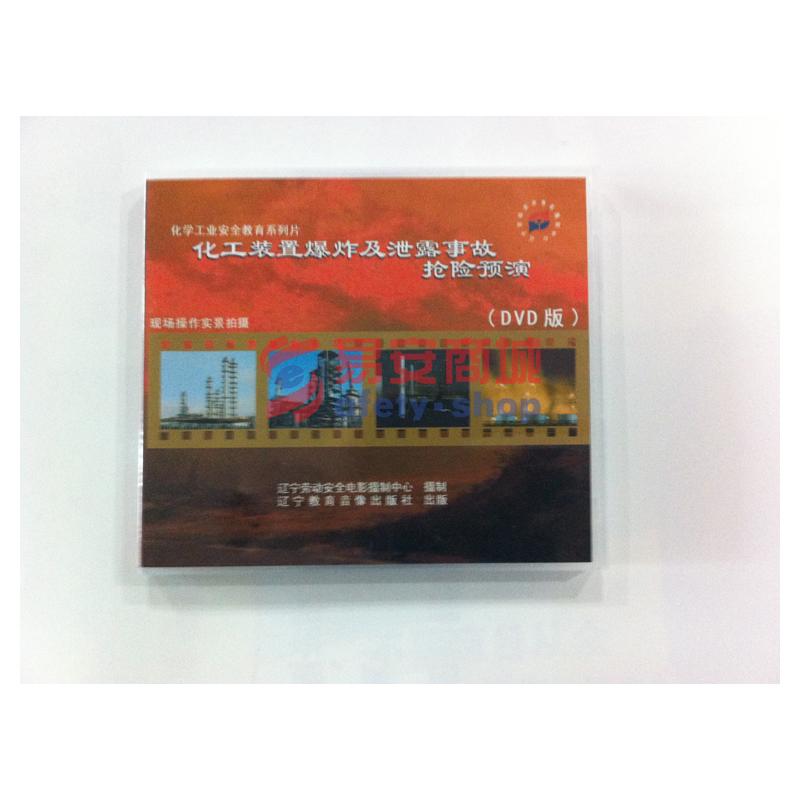 化学工业安全教育系列片
化工装置爆炸及泄露事故
抢险预演
(DVD版)
现场操作实景拍摄
易安商城
efety-shop
辽宁劳动安全电影摄制中心 摄制
辽宁教育音像出版社 出版